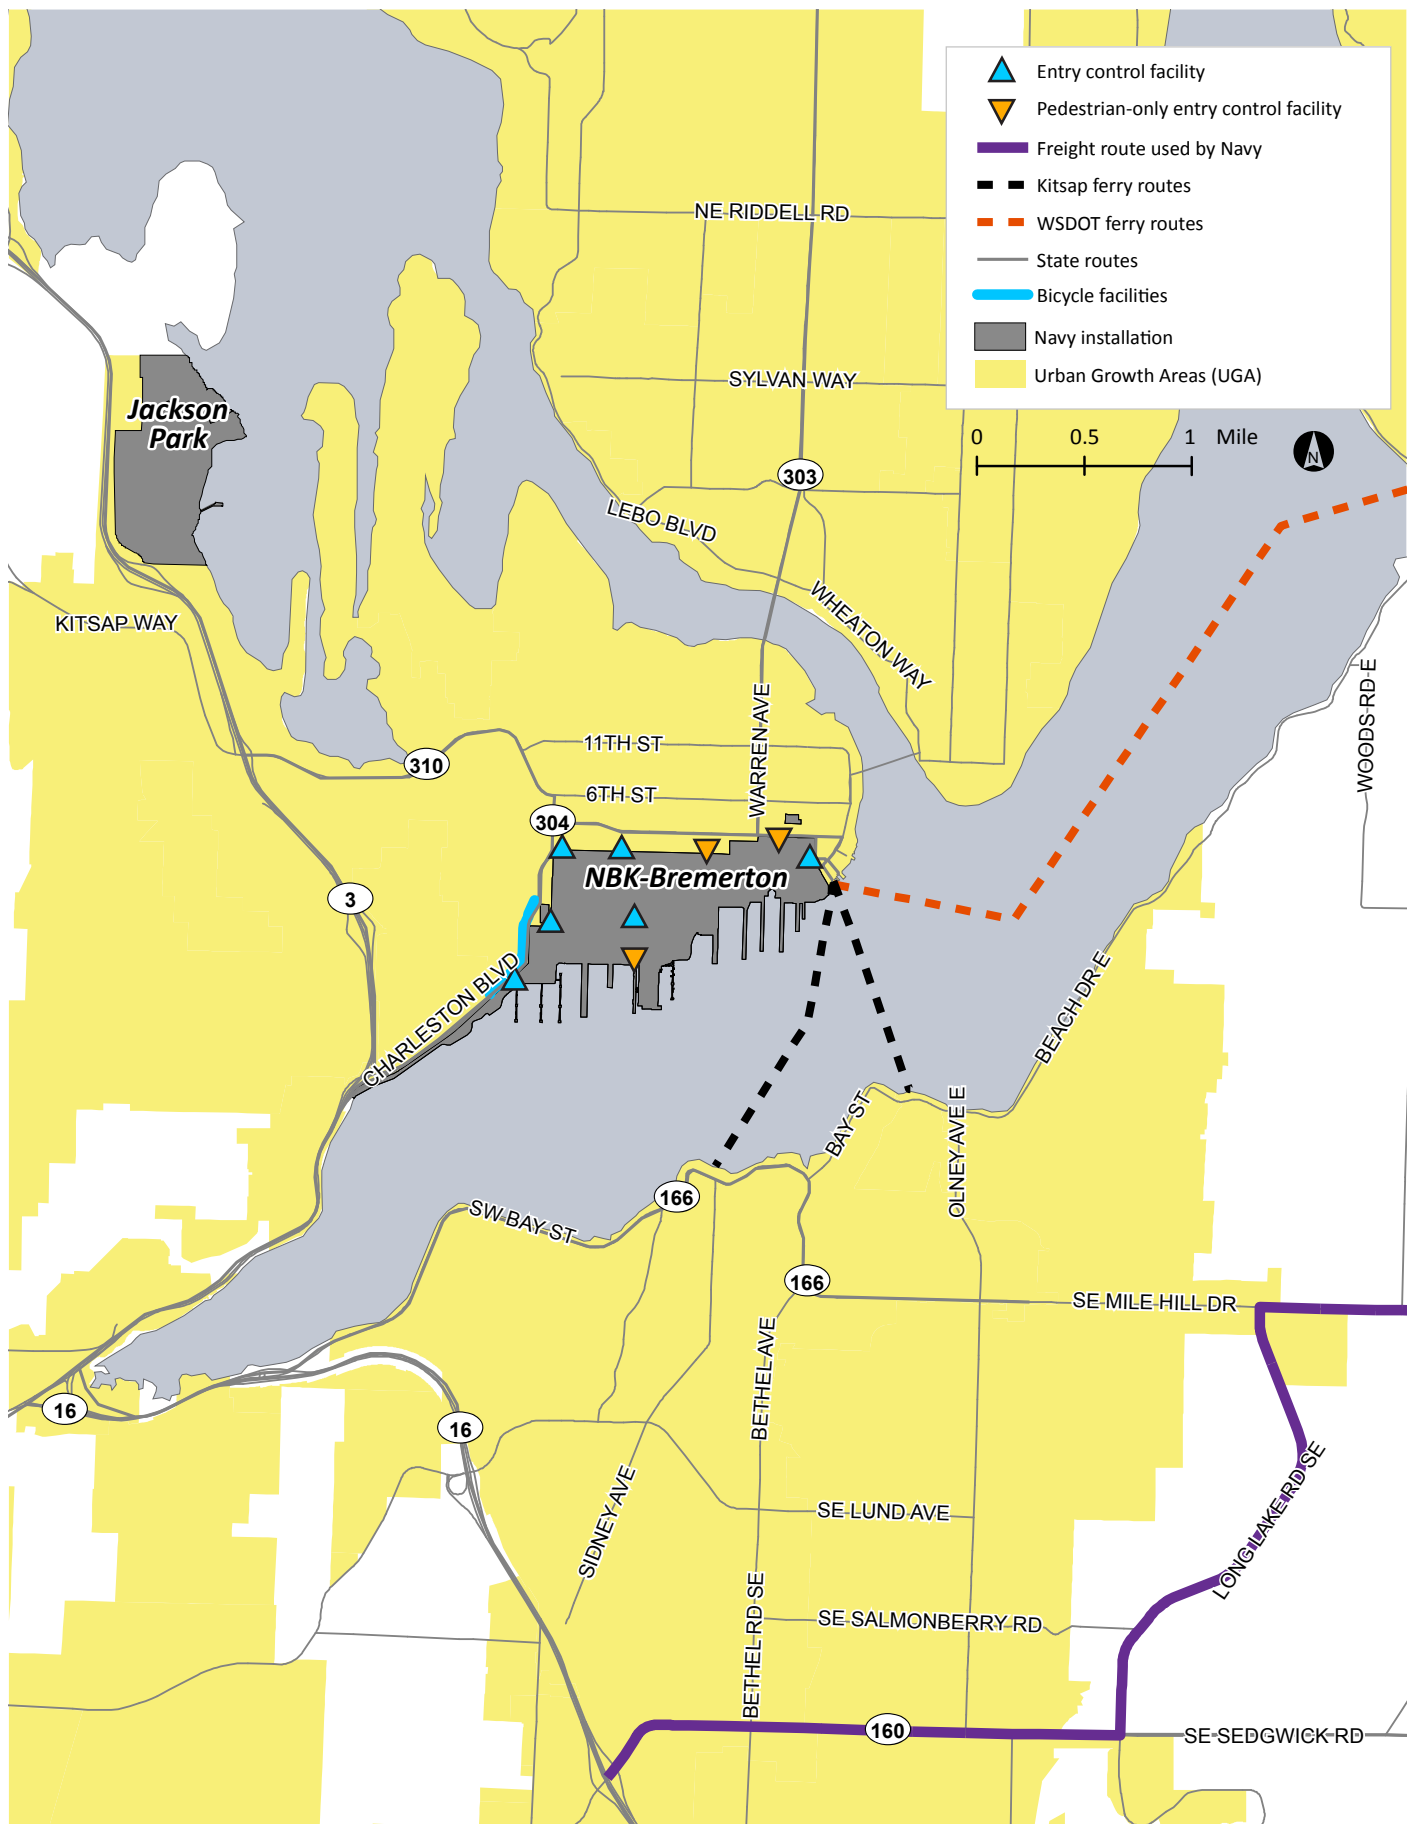 Entry control facility
Pedestrian-only entry control facility
Freight route used by Navy
Kitsap ferry routes
WSDOT ferry routes
State routes
Bicycle facilities
Navy installation
Urban Growth Areas (UGA)
0 0.5 1 Mile
N
NE RIDDELL RD
SYLVAN WAY
Jackson
Park
303
LEBO BLVD
WHEATON WAY
KITSAP WAY
WARREN AVE
WOODS RD E
11TH ST
310
6TH ST
304
NBK-Bremerton
3
CHARLESTON BLVD
BEACH DR E
BAY ST
OLNEY AVE E
166
SW BAY ST
166
SE MILE HILL DR
BETHEL AVE
16
16
LONG LAKE RD SE
SIDNEY AVE
SE LUND AVE
BETHEL RD SE
SE SALMONBERRY RD
160
SE SEDGWICK RD